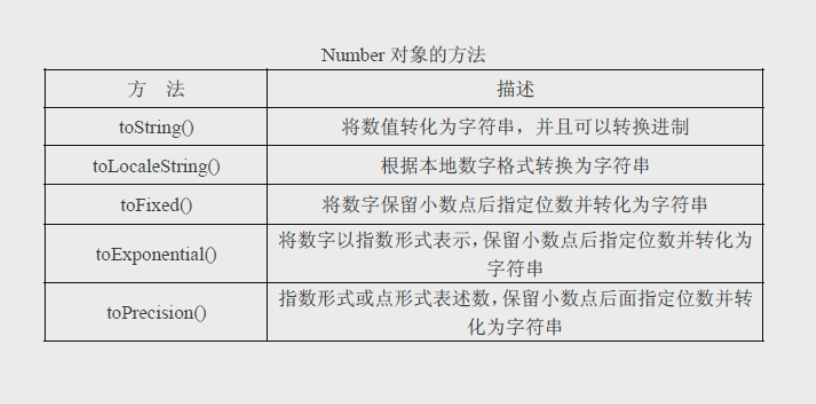 Number 对象的方法
方 法 描述
toString() 将数值转化为字符串，并且可以转换进制
toLocaleString() 根据本地数字格式转换为字符串
toFixed() 将数字保留小数点后指定位数并转化为字符串
toExponential() 将数字以指数形式表示，保留小数点后指定位数并转化为
字符串
toPrecision() 指数形式或点形式表述数，保留小数点后面指定位数并转
化为字符串